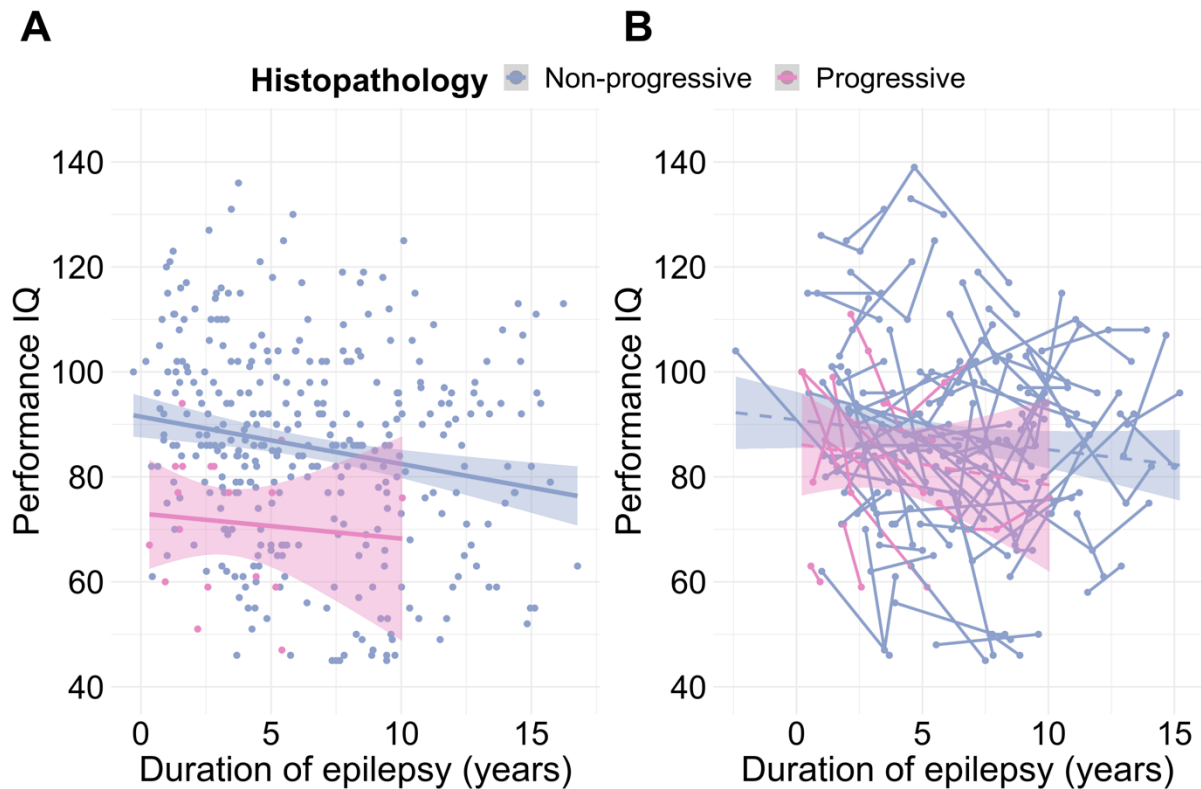 A B
Histopathology Non-progressive Progressive
Performance IQ
140
120
100
80
60
40
0 5 10 15
Duration of epilepsy (years)
Performance IQ
140
120
100
80
60
40
0 5 10 15
Duration of epilepsy (years)